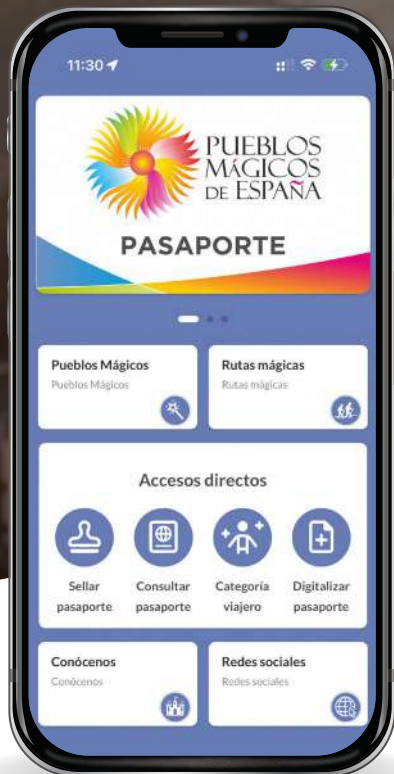 11:30
PUEBLOS
MÁGICOS
DE ESPAÑA
PASAPORTE
Pueblos Mágicos
Pueblos Mágicos
Rutas mágicas
Rutas mágicas
Accesos directos
Sellar
pasaporte
Consultar
pasaporte
Categoría
viajero
Digitalizar
pasaporte
Conócenos
Conócenos
Redes sociales
Redes sociales